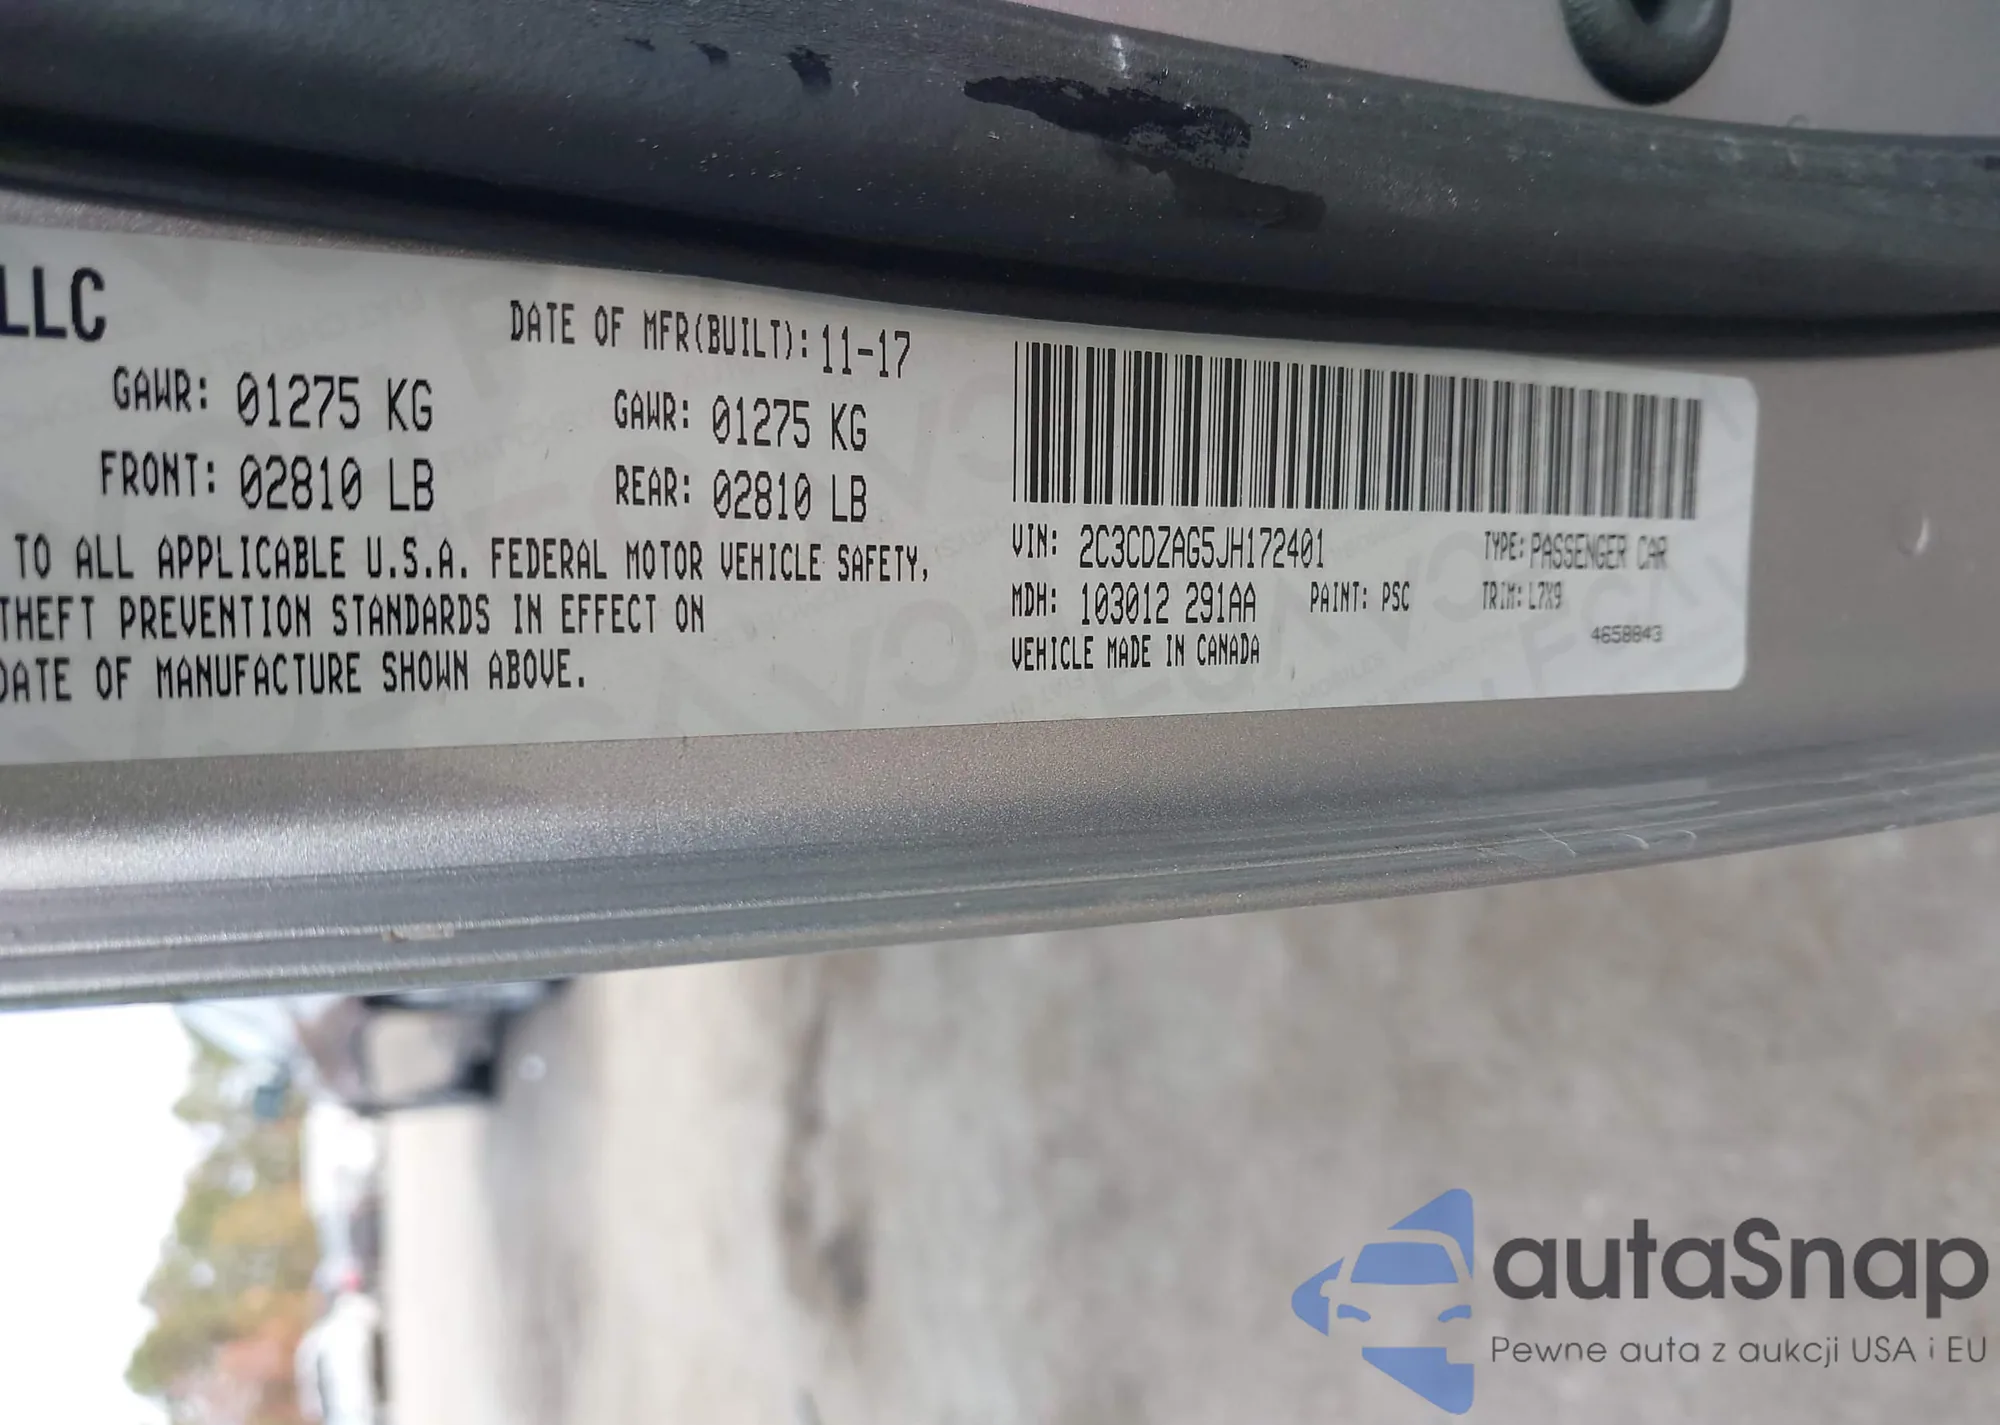 LLC
DATE OF MFR(BUILT): 11-17
GAWR: 01275 KG GAWR: 01275 KG
FRONT: 02810 LB REAR: 02810 LB
TO ALL APPLICABLE U.S.A. FEDERAL MOTOR VEHICLE SAFETY,
THEFT PREVENTION STANDARDS IN EFFECT ON
DATE OF MANUFACTURE SHOWN ABOVE.
VIN: 2C3CDZAG5JH172401 TYPE: PASSENGER CAR
MDH: 103012 291AA PAINT: PSC TRIM: L7X9
VEHICLE MADE IN CANADA 4658843
autaSnap
Pewne auta z aukcji USA i EU